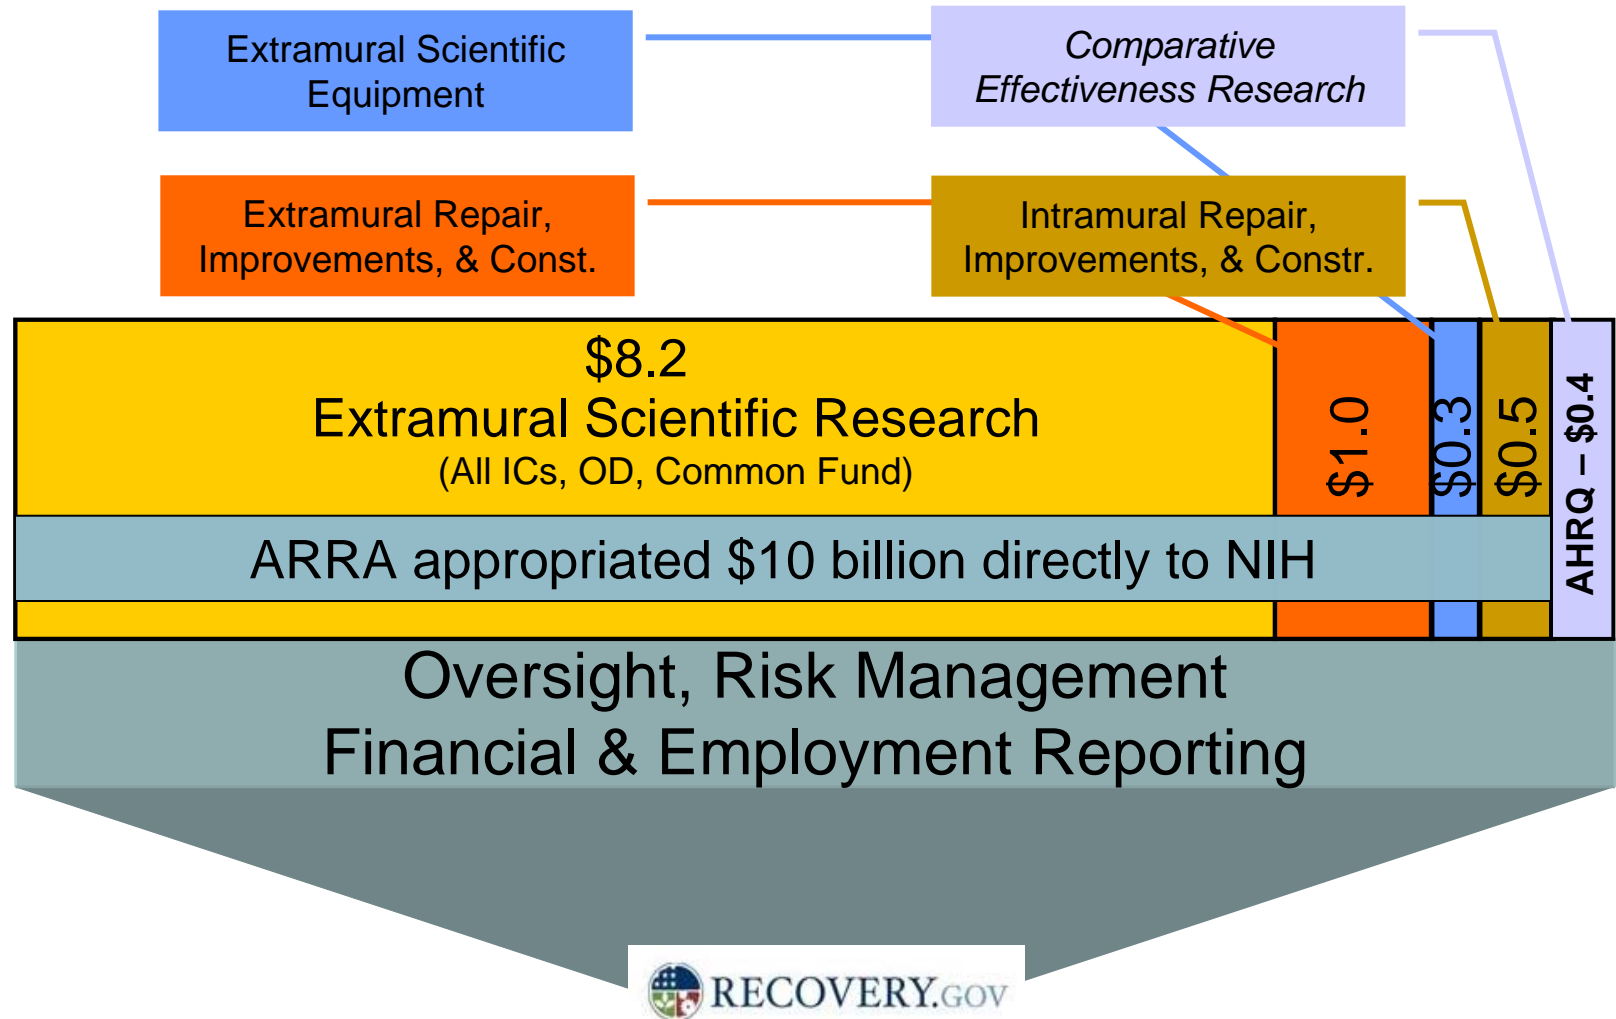 Extramural Scientific
Equipment
Comparative
Effectiveness Research
Extramural Repair,
Improvements, & Const.
Intramural Repair,
Improvements, & Constr.
$8.2
Extramural Scientific Research
(All ICs, OD, Common Fund)
$1.0
$0.3
$0.5
AHRQ – $0.4
ARRA appropriated $10 billion directly to NIH
Oversight, Risk Management
Financial & Employment Reporting
RECOVERY.GOV